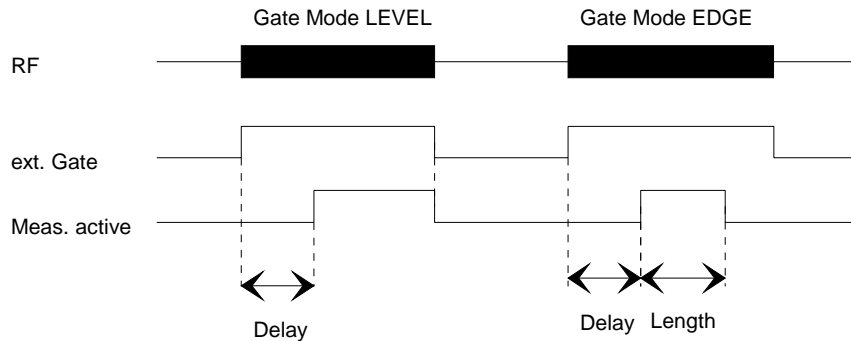 Gate Mode LEVEL
Gate Mode EDGE
RF
ext. Gate
Meas. active
Delay
Delay
Length